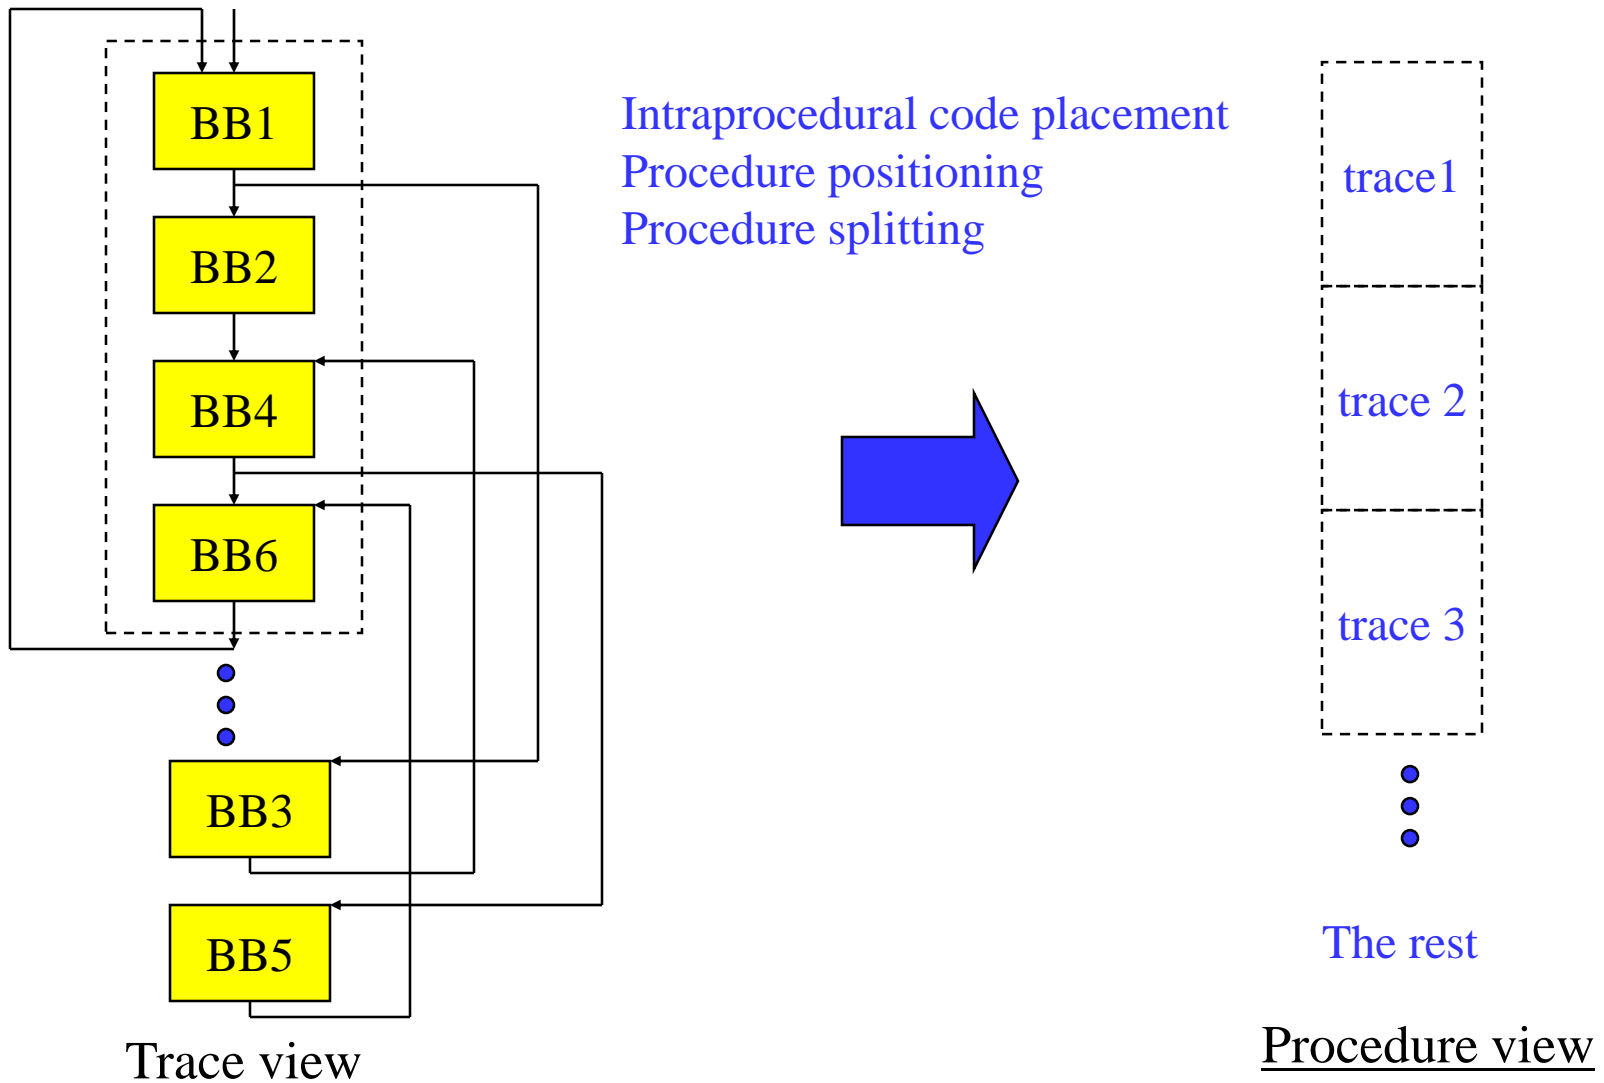 BB1
BB2
BB4
BB6
BB3
BB5
Trace view
Intraprocedural code placement
Procedure positioning
Procedure splitting
trace1
trace 2
trace 3
The rest
Procedure view